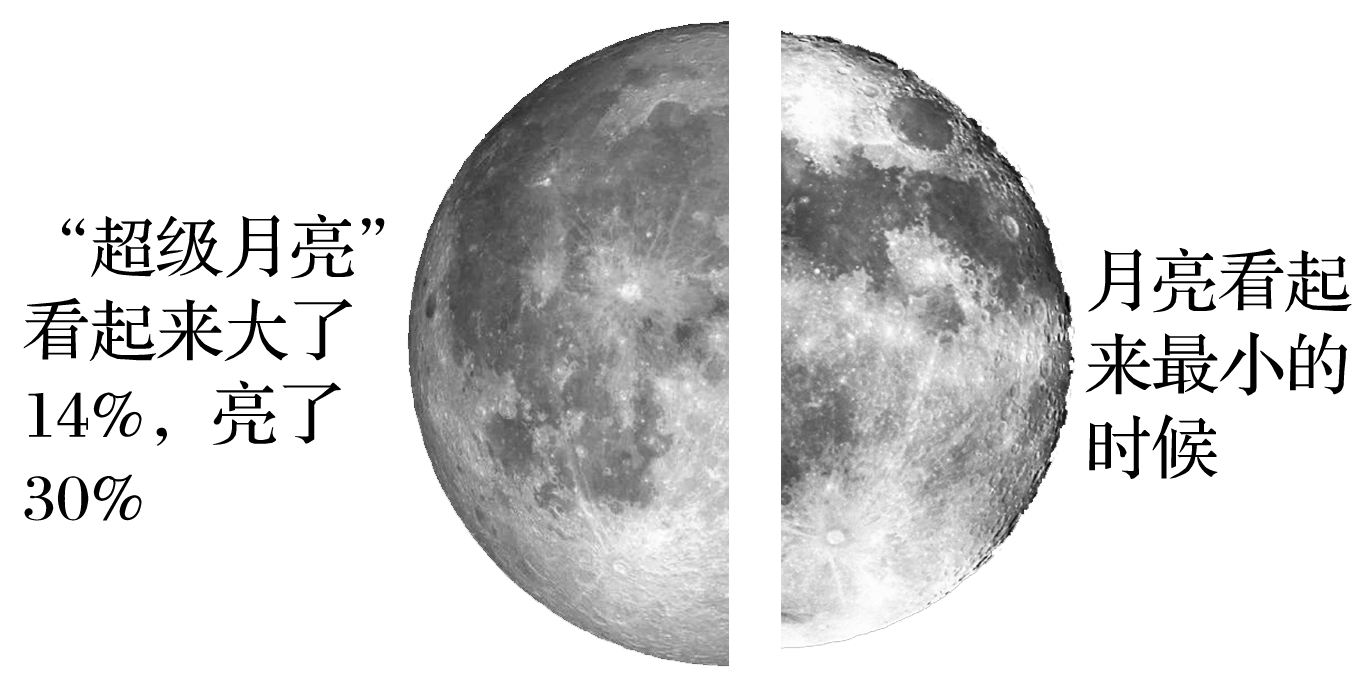 “超级月亮”
看起来大了
14%，亮了
30%
月亮看起
来最小的
时候